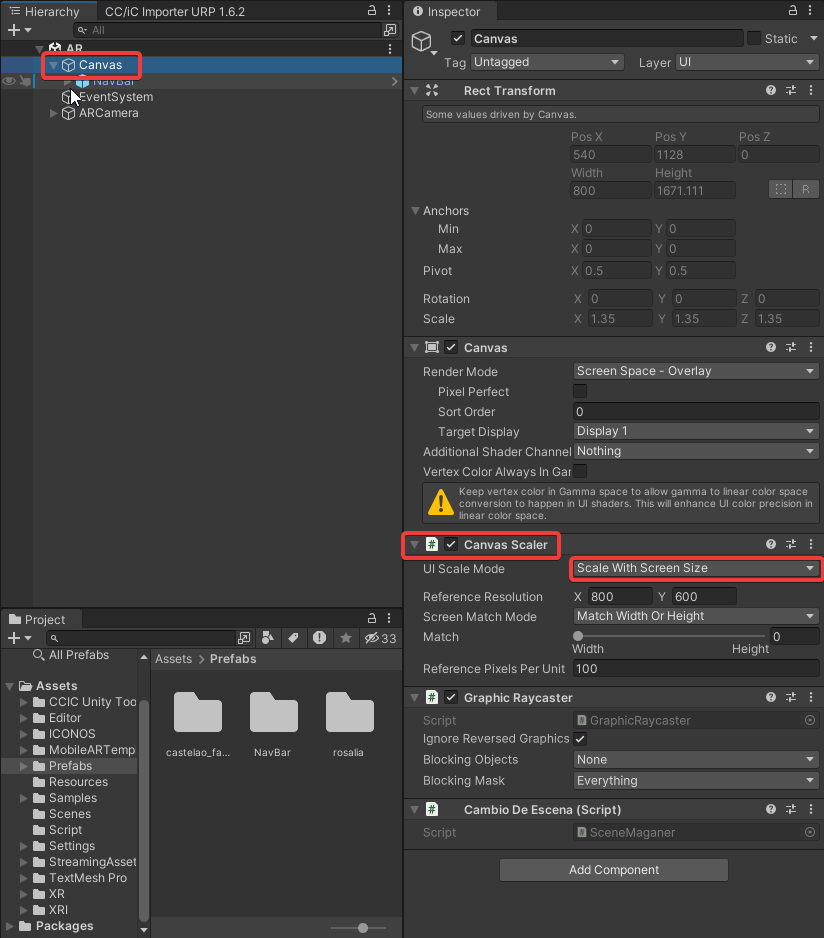 Hierarchy
CC/iC Importer URP 1.6.2
All
AR
Canvas
NavBar
EventSystem
ARCamera
Project
33
All Prefabs
Assets
CCIC Unity Too
Editor
ICONOS
MobileARTemp
Prefabs
Resources
Samples
Scenes
Script
Settings
StreamingAsset
TextMesh Pro
XR
XRI
Packages
Assets > Prefabs
castelao_fa...
NavBar
rosalia
Inspector
Canvas
Static
Tag Untagged Layer UI
Rect Transform
Some values driven by Canvas.
Pos X Pos Y Pos Z
540 1128 0
Width Height
800 1671.111
R
Anchors
Min X 0 Y 0
Max X 0 Y 0
Pivot X 0.5 Y 0.5
Rotation X 0 Y 0 Z 0
Scale X 1.35 Y 1.35 Z 1.35
Canvas
Render Mode Screen Space - Overlay
Pixel Perfect
Sort Order 0
Target Display Display 1
Additional Shader Channel Nothing
Vertex Color Always In Gar
Keep vertex color in Gamma space to allow gamma to linear color space
conversion to happen in UI shaders. This will enhance UI color precision in
linear color space.
# Canvas Scaler
UI Scale Mode Scale With Screen Size
Reference Resolution X 800 Y 600
Screen Match Mode Match Width Or Height
Match 0
Width Height
Reference Pixels Per Unit 100
# Graphic Raycaster
Script # GraphicRaycaster
Ignore Reversed Graphics
Blocking Objects None
Blocking Mask Everything
# Cambio De Escena (Script)
Script # SceneMaganer
Add Component